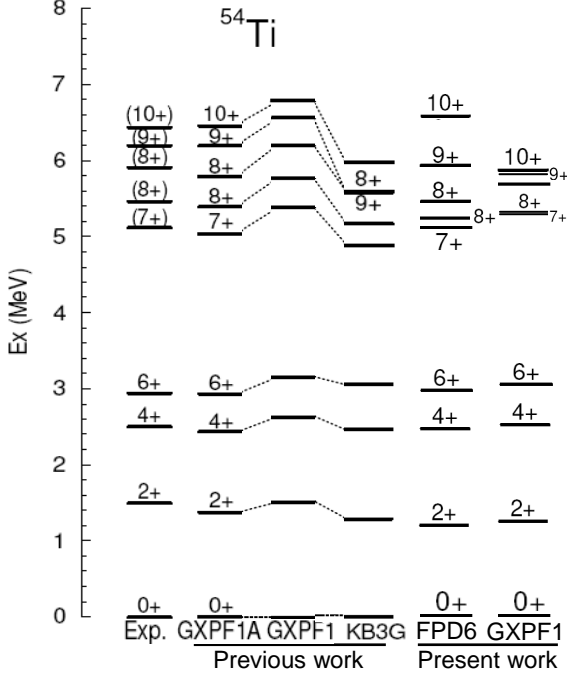 8
54Ti
7
(10+) 10+ 10+
(9+) 9+ 9+ 10+
6
(8+) 8+ 8+ 9+
(8+) 8+ 9+ 8+ 8+
(7+) 7+ 8+ 7+
5
7+
4
Ex (MeV)
3
6+ 6+ 6+ 6+
4+ 4+ 4+ 4+
2
2+ 2+ 2+ 2+
1
0
0+ 0+ 0+ 0+
Exp. GXPF1A GXPF1 KB3G FPD6 GXPF1
Previous work Present work